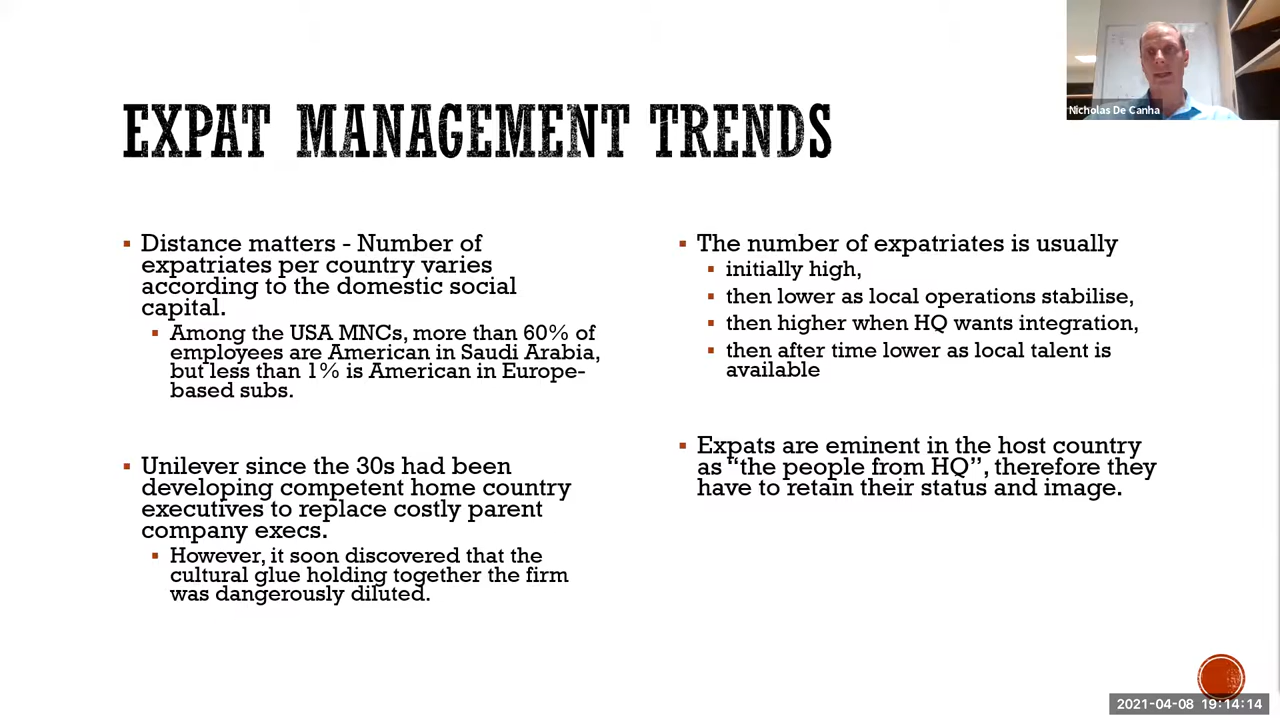 EXPAT MANAGEMENT TRENDS
Nicholas De Canha
▪ Distance matters - Number of
expatriates per country varies
according to the domestic social
capital.
▪ Among the USA MNCs, more than 60% of
employees are American in Saudi Arabia,
but less than 1% is American in Europe-
based subs.
▪ Unilever since the 30s had been
developing competent home country
executives to replace costly parent
company execs.
▪ However, it soon discovered that the
cultural glue holding together the firm
was dangerously diluted.
▪ The number of expatriates is usually
▪ initially high,
▪ then lower as local operations stabilise,
▪ then higher when HQ wants integration,
▪ then after time lower as local talent is
available
▪ Expats are eminent in the host country
as “the people from HQ”, therefore they
have to retain their status and image.
2021-04-08 19:14:14